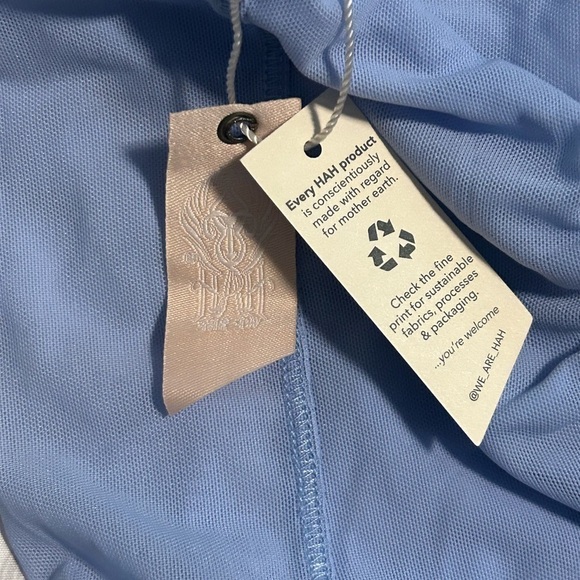 HAH
Every HAH product
is conscientiously
made with regard
for mother earth.
Check the fine
print for sustainable
fabrics, processes
& packaging.
...you're welcome
@WE_ARE_HAH